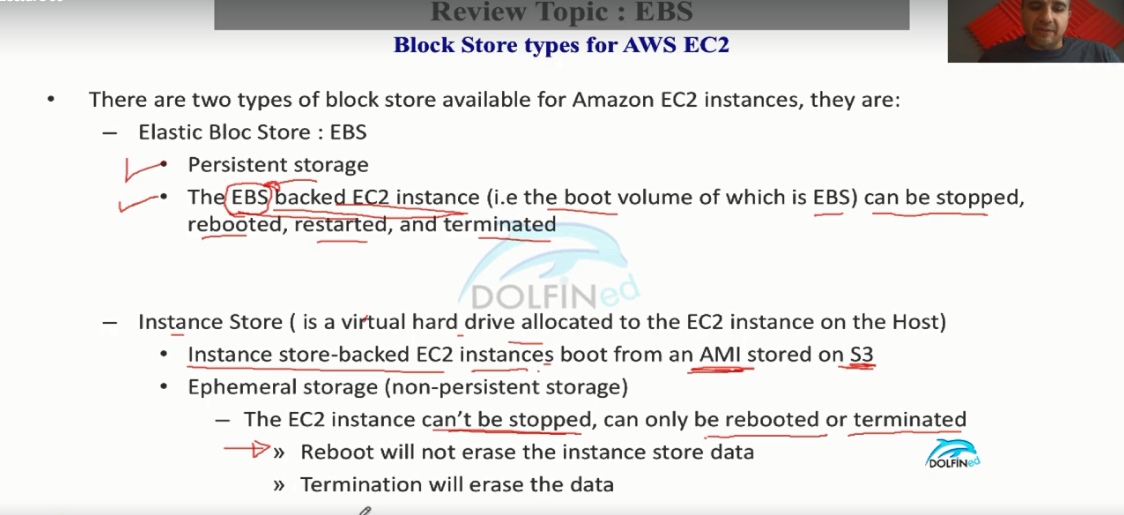 Review Topic : EBS
Block Store types for AWS EC2
• There are two types of block store available for Amazon EC2 instances, they are:
– Elastic Bloc Store : EBS
• Persistent storage
• The EBS backed EC2 instance (i.e the boot volume of which is EBS) can be stopped,
rebooted, restarted, and terminated
DOLFINed
– Instance Store ( is a virtual hard drive allocated to the EC2 instance on the Host)
• Instance store-backed EC2 instances boot from an AMI stored on S3
• Ephemeral storage (non-persistent storage)
– The EC2 instance can't be stopped, can only be rebooted or terminated
» Reboot will not erase the instance store data
DOLFINed
» Termination will erase the data